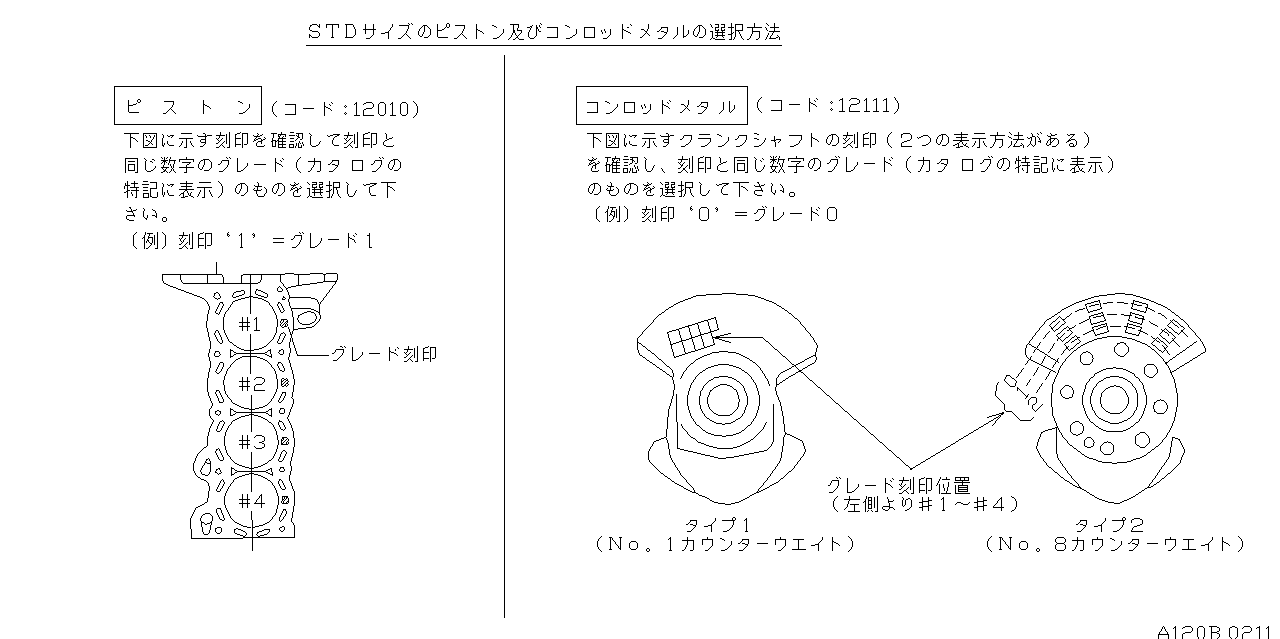 STDサイズのピストン及びコンロッドメタルの選択方法
ピストン (コード:12010)
下図に示す刻印を確認して刻印と
同じ数字のグレード(カタログの
特記に表示)のものを選択して下
さい。
(例)刻印‘1’=グレード1
#1
グレード刻印
#2
#3
#4
コンロッドメタル (コード:12111)
下図に示すクランクシャフトの刻印(2つの表示方法がある)
を確認し、刻印と同じ数字のグレード(カタログの特記に表示)
のものを選択して下さい。
(例)刻印‘0’=グレード0
グレード刻印位置
(左側より#1~#4)
タイプ1
(No.1カウンターウエイト)
タイプ2
(No.8カウンターウエイト)
A120B 0211